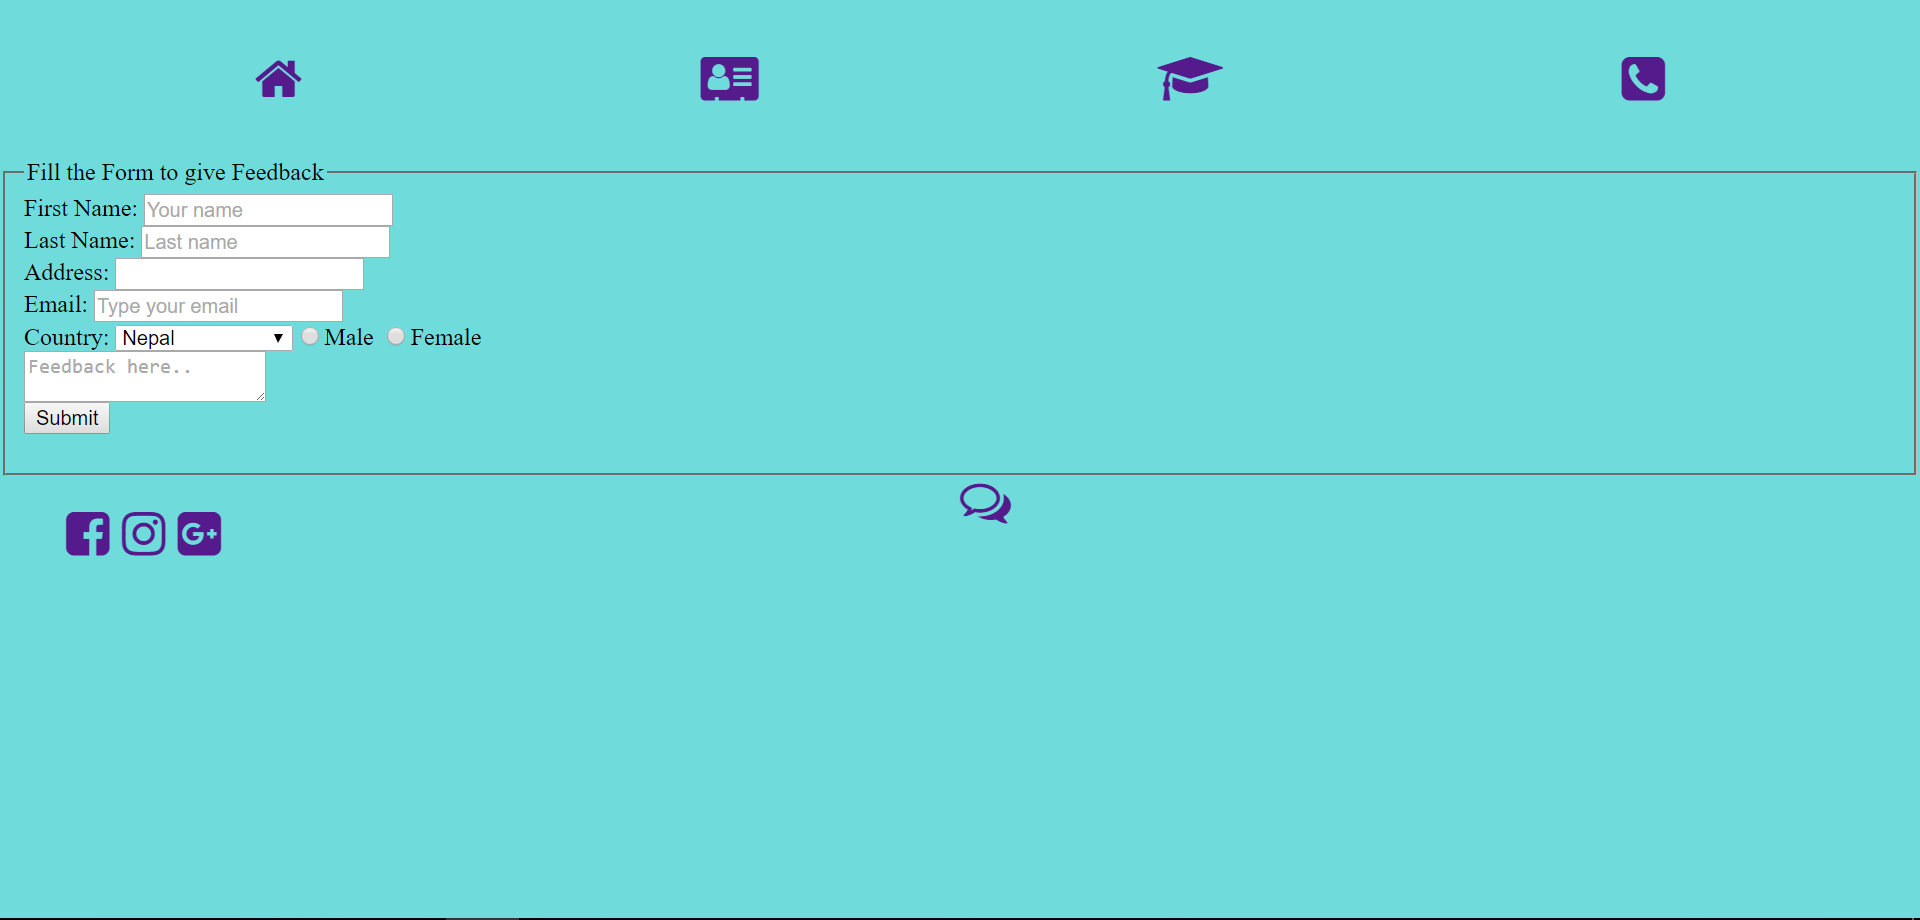 Fill the Form to give Feedback
First Name: Your name
Last Name: Last name
Address:
Email: Type your email
Country: Nepal Male Female
Feedback here..
Submit